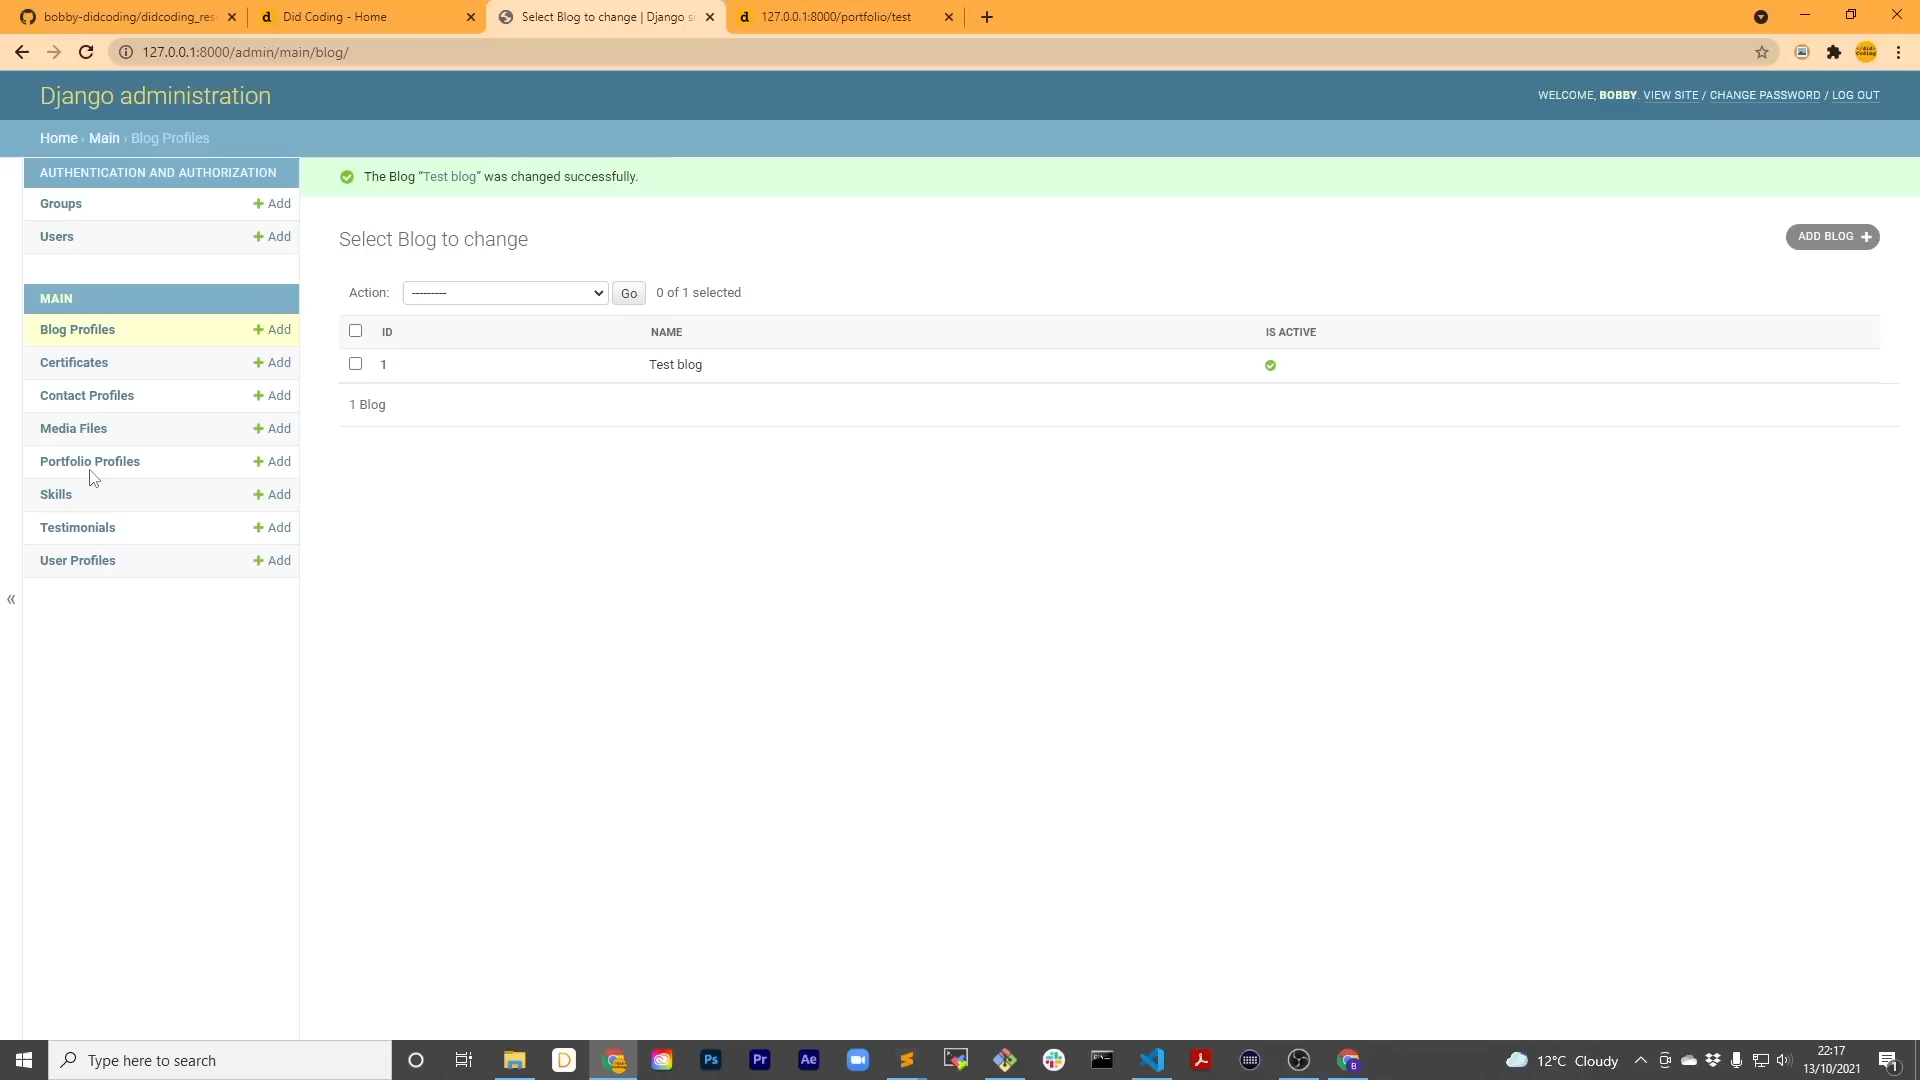 bobby-didcoding/didcoding_res
Did Coding - Home
Select Blog to change | Django si
127.0.0.1:8000/portfolio/test
127.0.0.1:8000/admin/main/blog/
Django administration
WELCOME, BOBBY. VIEW SITE / CHANGE PASSWORD / LOG OUT
Home › Main › Blog Profiles
AUTHENTICATION AND AUTHORIZATION
Groups Add
Users Add
MAIN
Blog Profiles Add
Certificates Add
Contact Profiles Add
Media Files Add
Portfolio Profiles Add
Skills Add
Testimonials Add
User Profiles Add
«
The Blog “Test blog” was changed successfully.
Select Blog to change
ADD BLOG
Action: --------- Go 0 of 1 selected
ID NAME IS ACTIVE
1 Test blog
1 Blog
Type here to search
Ps
Pr
Ae
12°C Cloudy
22:17
13/10/2021
1